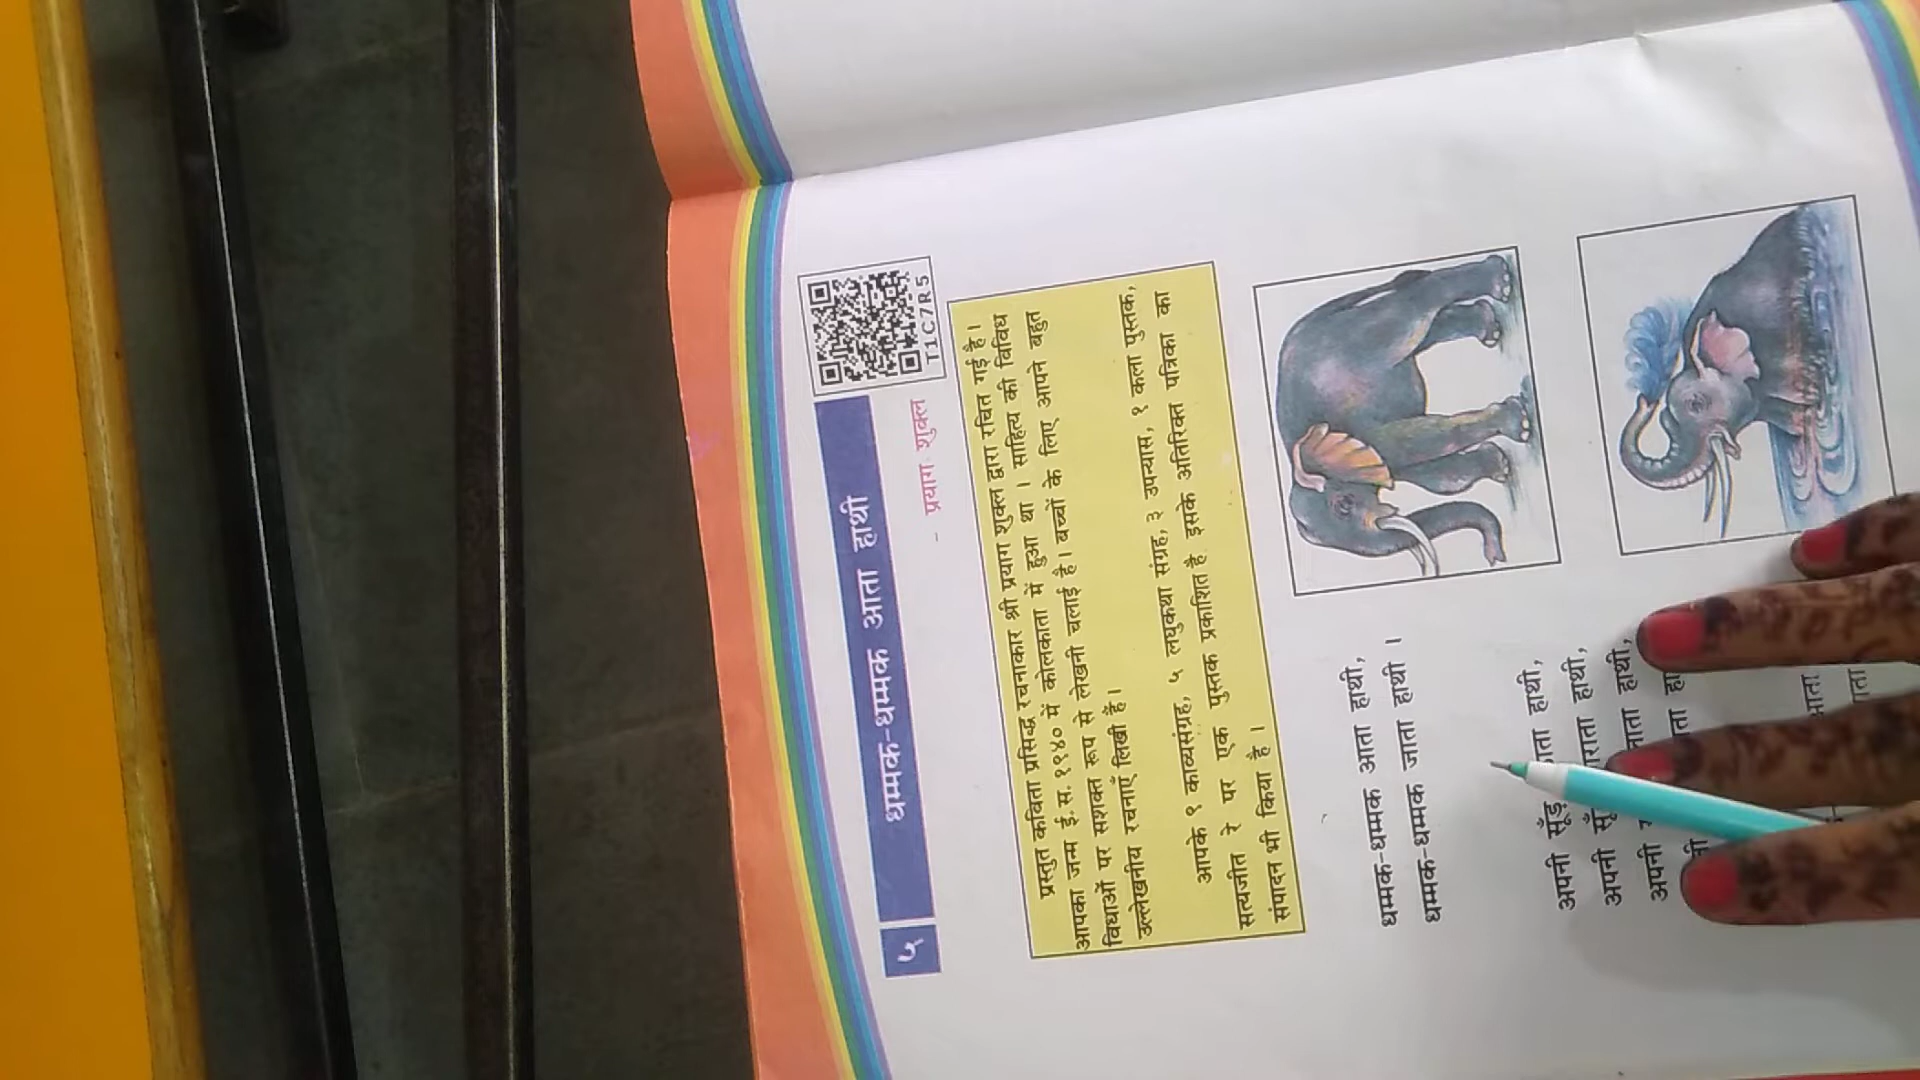 ५ धम्मक-धम्मक आता हाथी
T1C7R5
- प्रयाग शुक्ल
प्रस्तुत कविता प्रसिद्ध रचनाकार श्री प्रयाग शुक्ल द्वारा रचित गई है ।
आपका जन्म ई.स. १९४० में कोलकाता में हुआ था । साहित्य की विविध
विधाओं पर सशक्त रूप से लेखनी चलाई है । बच्चों के लिए आपने बहुत
उल्लेखनीय रचनाएँ लिखी हैं ।
आपके ९ काव्यसंग्रह, ५ लघुकथा संग्रह, ३ उपन्यास, १ कला पुस्तक,
सत्यजीत रे पर एक पुस्तक प्रकाशित है इसके अतिरिक्त पत्रिका का
संपादन भी किया है ।
धम्मक-धम्मक आता हाथी,
धम्मक-धम्मक जाता हाथी ।
अपनी सूँड़ हाथी,
अपनी हाथी,
अपनी हाथी,